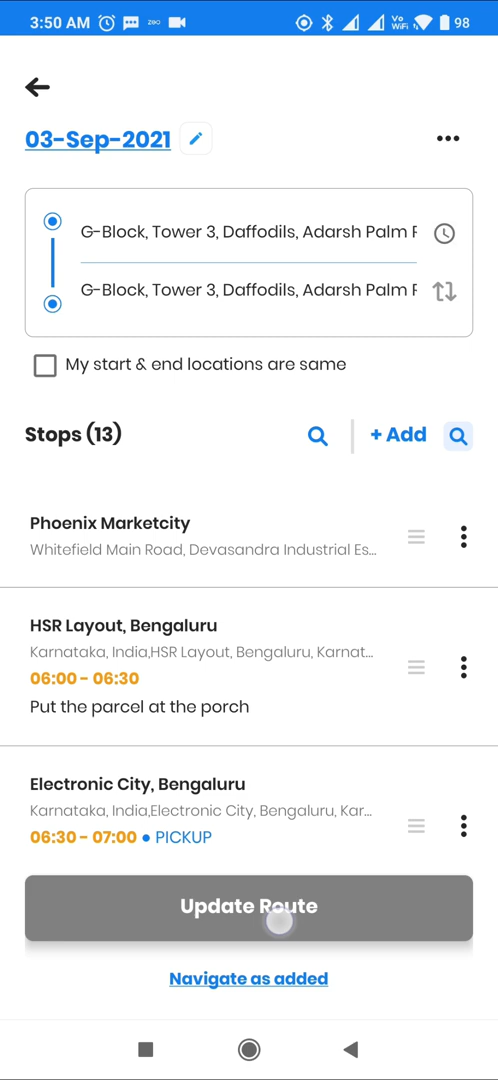 3:50 AM zeo Vo WiFi 98
03-Sep-2021
G-Block, Tower 3, Daffodils, Adarsh Palm
G-Block, Tower 3, Daffodils, Adarsh Palm
My start & end locations are same
Stops (13) + Add
Phoenix Marketcity
Whitefield Main Road, Devasandra Industrial Es...
HSR Layout, Bengaluru
Karnataka, India,HSR Layout, Bengaluru, Karnat...
06:00 - 06:30
Put the parcel at the porch
Electronic City, Bengaluru
Karnataka, India,Electronic City, Bengaluru, Kar...
06:30 - 07:00 • PICKUP
Update Route
Navigate as added